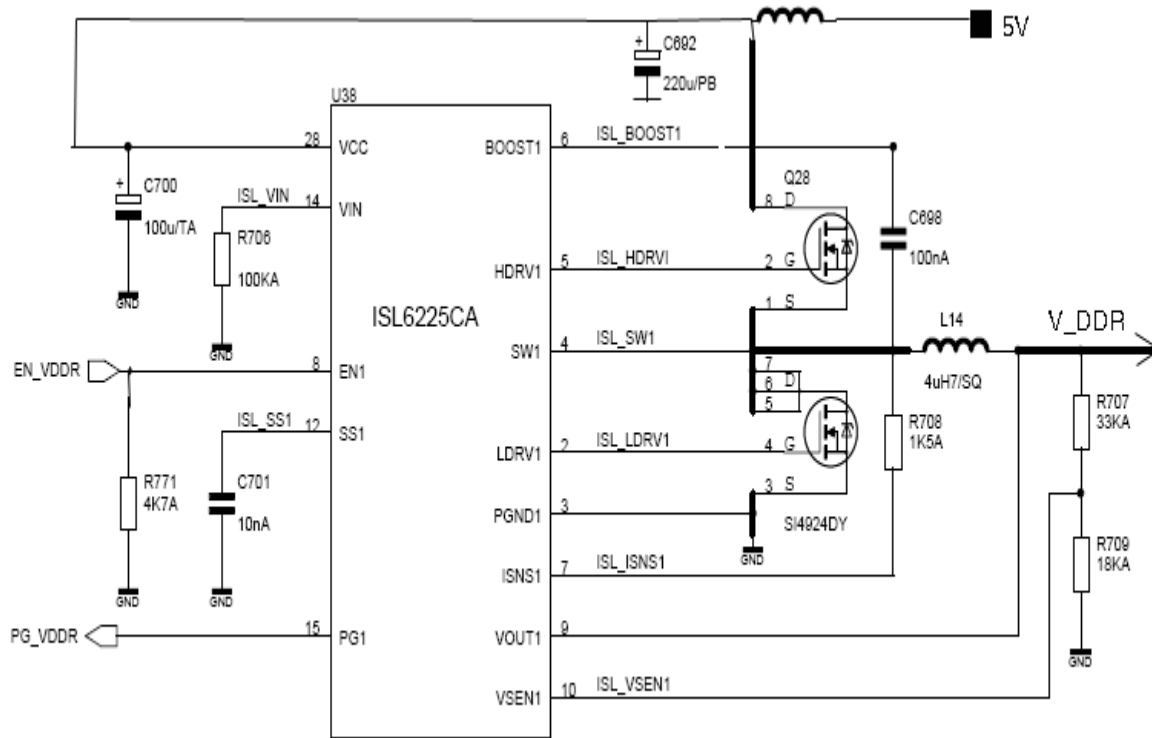 5V
+ C692
220u/PB
U38
28 VCC
BOOST1 6 ISL_BOOST1
+ C700
100u/TA
GND
ISL_VIN
14 VIN
R706
100KA
GND
Q28
8 D
C698
100nA
HDRV1 5 ISL_HDRVI 2 G
1 S
ISL6225CA
L14
4uH7/SQ
V_DDR
SW1 4 ISL_SW1
EN_VDDR 8 EN1
7
6 D
5
R707
33KA
R708
1K5A
ISL_SS1
12 SS1
LDRV1 2 ISL_LDRV1 4 G
R771
4K7A
GND
C701
10nA
GND
3 S
PGND1 3
SI4924DY
GND
R709
18KA
GND
ISNS1 7 ISL_ISNS1
PG_VDDR 15 PG1
VOUT1 9
VSEN1 10 ISL_VSEN1